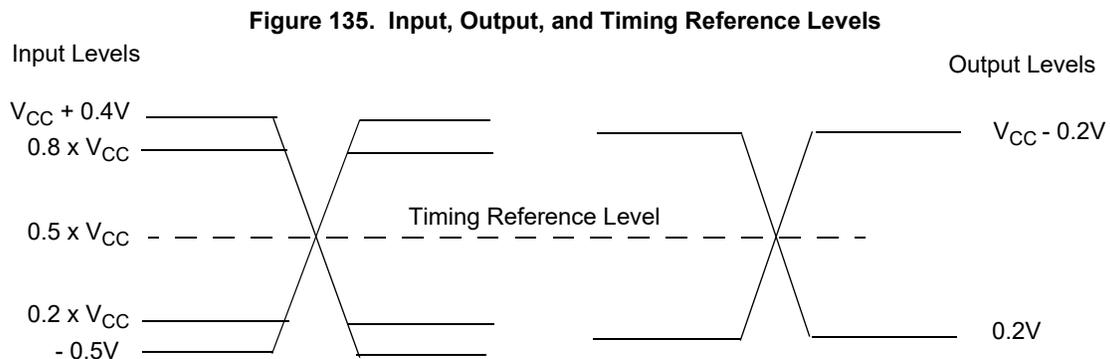 Figure 135. Input, Output, and Timing Reference Levels
Input Levels
Output Levels
V_CC + 0.4V
V_CC - 0.2V
0.8 x V_CC
Timing Reference Level
0.5 x V_CC
0.2 x V_CC
0.2V
- 0.5V